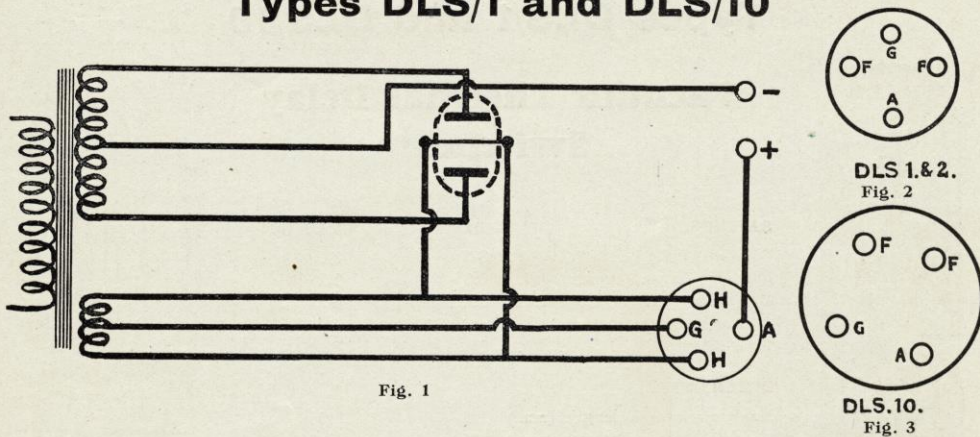 Types DLS/1 and DLS/10
G
F F
A
DLS 1.&2.
Fig. 2
-
+
H
G A
H
Fig. 1
F
F
G
A
DLS.10.
Fig. 3